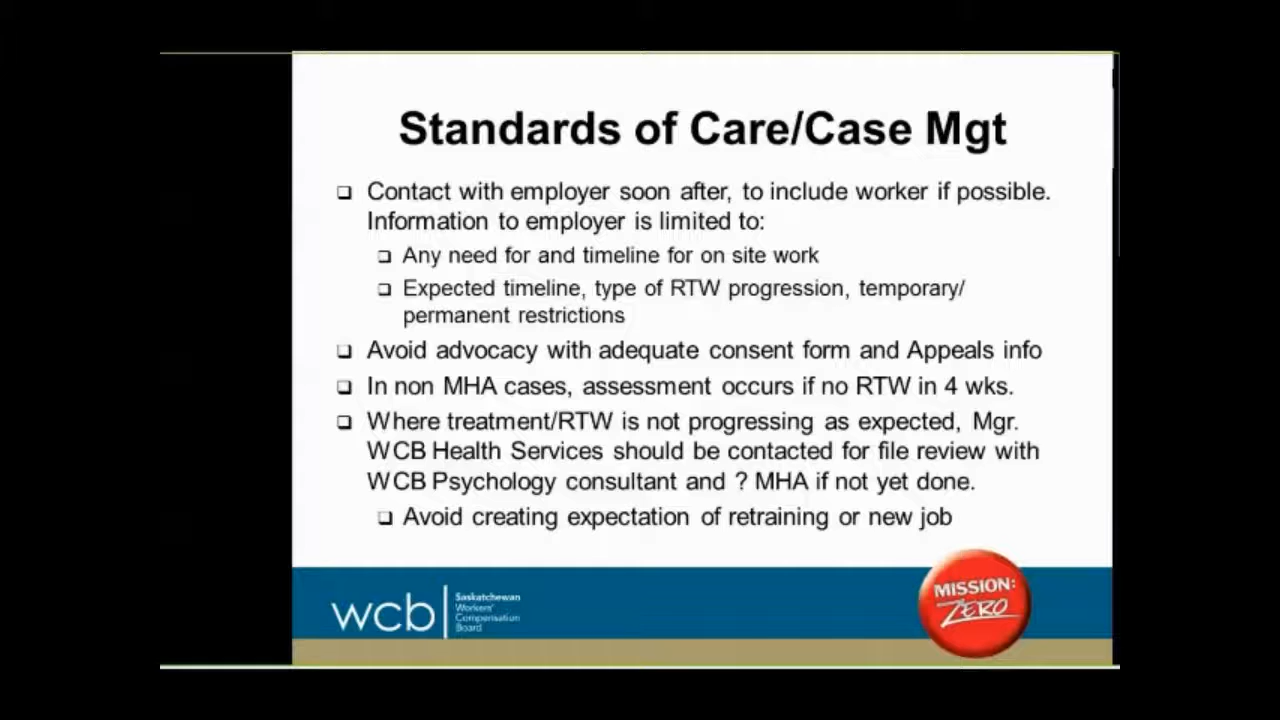 Standards of Care/Case Mgt
Contact with employer soon after, to include worker if possible.
Information to employer is limited to:
Any need for and timeline for on site work
Expected timeline, type of RTW progression, temporary/
permanent restrictions
Avoid advocacy with adequate consent form and Appeals info
In non MHA cases, assessment occurs if no RTW in 4 wks.
Where treatment/RTW is not progressing as expected, Mgr.
WCB Health Services should be contacted for file review with
WCB Psychology consultant and ? MHA if not yet done.
Avoid creating expectation of retraining or new job
wcb
Saskatchewan
Workers'
Compensation
Board
MISSION:
ZERO